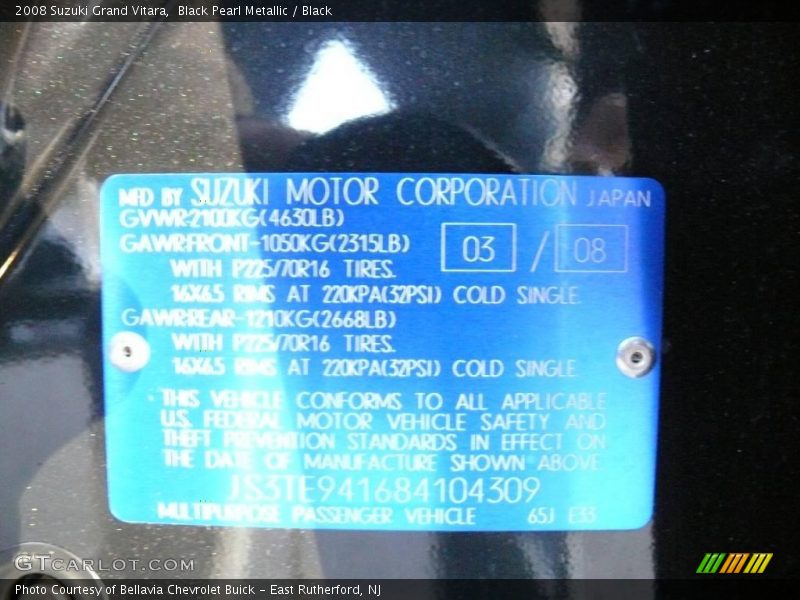 2008 Suzuki Grand Vitara, Black Pearl Metallic / Black
MFD BY SUZUKI MOTOR CORPORATION JAPAN
GVWR:2100KG(4630LB)
GAWR:FRONT-1050KG(2315LB) 03 / 08
WITH P225/70R16 TIRES.
16X6.5 RIMS AT 220KPA(32PSI) COLD SINGLE.
GAWR:REAR-1210KG(2668LB)
WITH P225/70R16 TIRES.
16X6.5 RIMS AT 220KPA(32PSI) COLD SINGLE.
THIS VEHICLE CONFORMS TO ALL APPLICABLE
U.S. FEDERAL MOTOR VEHICLE SAFETY AND
THEFT PREVENTION STANDARDS IN EFFECT ON
THE DATE OF MANUFACTURE SHOWN ABOVE.
JS3TE941684104309
MULTIPURPOSE PASSENGER VEHICLE 65J E33
GTcarLot.com
Photo Courtesy of Bellavia Chevrolet Buick - East Rutherford, NJ